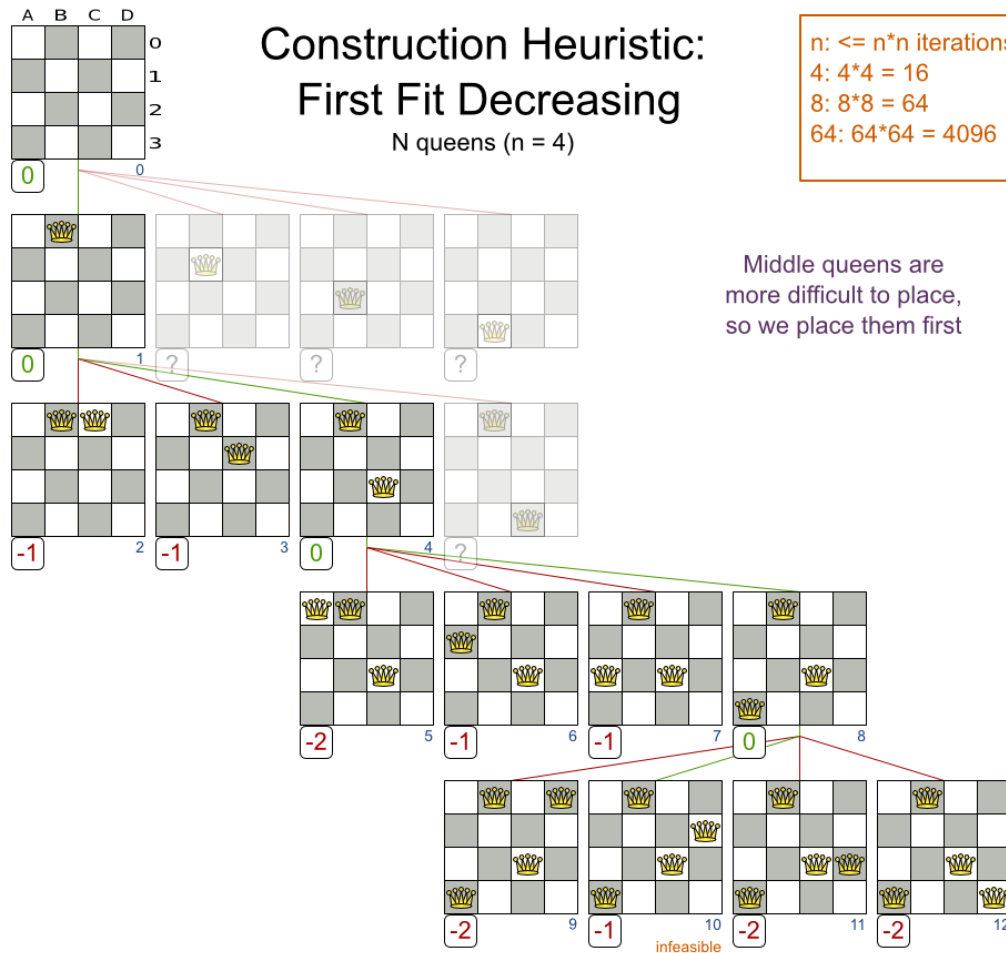 A B C D
0
1
2
3
Construction Heuristic:
First Fit Decreasing
N queens (n = 4)
n: <= n*n iterations
4: 4*4 = 16
8: 8*8 = 64
64: 64*64 = 4096
0 0
Middle queens are
more difficult to place,
so we place them first
0 1 ? ? ?
-1 2 -1 3 0 4 ?
-2 5 -1 6 -1 7 0 8
-2 9 -1 10 -2 11 -2 12
infeasible